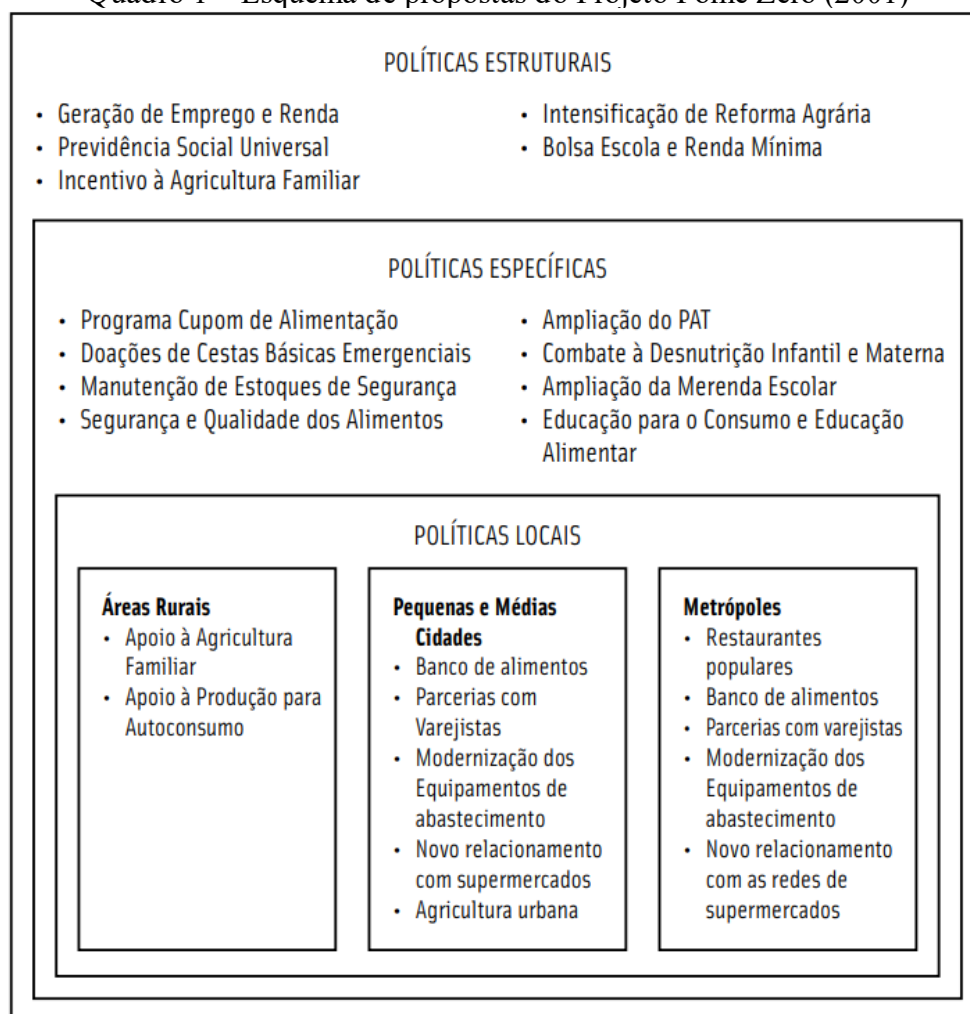 Quadro 1 – Esquema de propostas do Projeto Fome Zero (2001)
POLÍTICAS ESTRUTURAIS
• Geração de Emprego e Renda
• Previdência Social Universal
• Incentivo à Agricultura Familiar
• Intensificação de Reforma Agrária
• Bolsa Escola e Renda Mínima
POLÍTICAS ESPECÍFICAS
• Programa Cupom de Alimentação
• Doações de Cestas Básicas Emergenciais
• Manutenção de Estoques de Segurança
• Segurança e Qualidade dos Alimentos
• Ampliação do PAT
• Combate à Desnutrição Infantil e Materna
• Ampliação da Merenda Escolar
• Educação para o Consumo e Educação
Alimentar
POLÍTICAS LOCAIS
Áreas Rurais
• Apoio à Agricultura
Familiar
• Apoio à Produção para
Autoconsumo
Pequenas e Médias
Cidades
• Banco de alimentos
• Parcerias com
Varejistas
• Modernização dos
Equipamentos de
abastecimento
• Novo relacionamento
com supermercados
• Agricultura urbana
Metrópoles
• Restaurantes
populares
• Banco de alimentos
• Parcerias com varejistas
• Modernização dos
Equipamentos de
abastecimento
• Novo relacionamento
com as redes de
supermercados